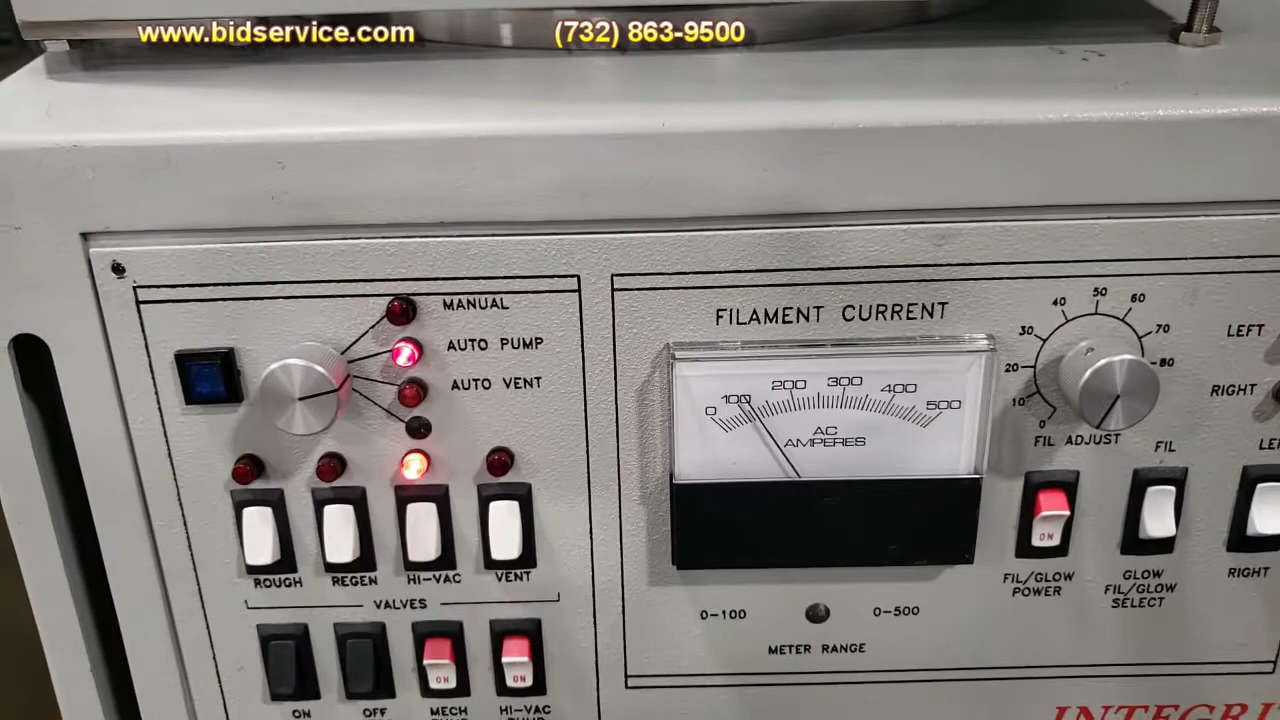 www.bidservice.com (732) 863-9500
MANUAL
AUTO PUMP
AUTO VENT
ROUGH REGEN HI-VAC VENT
VALVES
ON OFF
ON ON
MECH
HI-VAC
FILAMENT CURRENT
0 100 200 300 400 500
AC
AMPERES
0-100 0-500
METER RANGE
0 10 20 30 40 50 60 70 80
FIL ADJUST
ON
FIL/GLOW
POWER
FIL
GLOW
FIL/GLOW
SELECT
LEFT
RIGHT
RIGHT